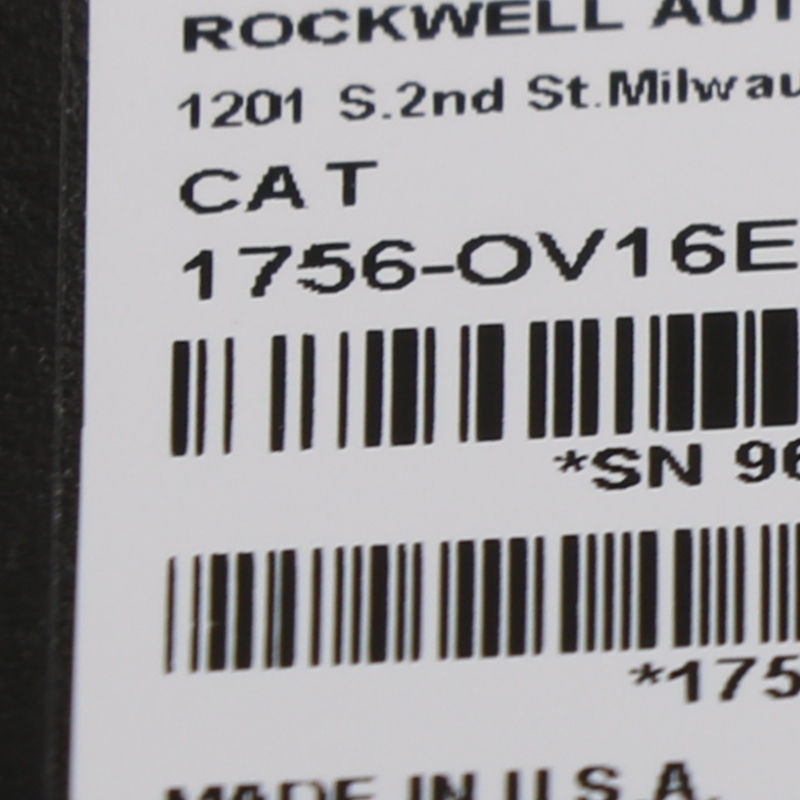 ROCKWELL AUT
1201 S.2nd St.Milwau
CAT
1756-OV16E
*SN 96
*175
MADE IN U.S.A.